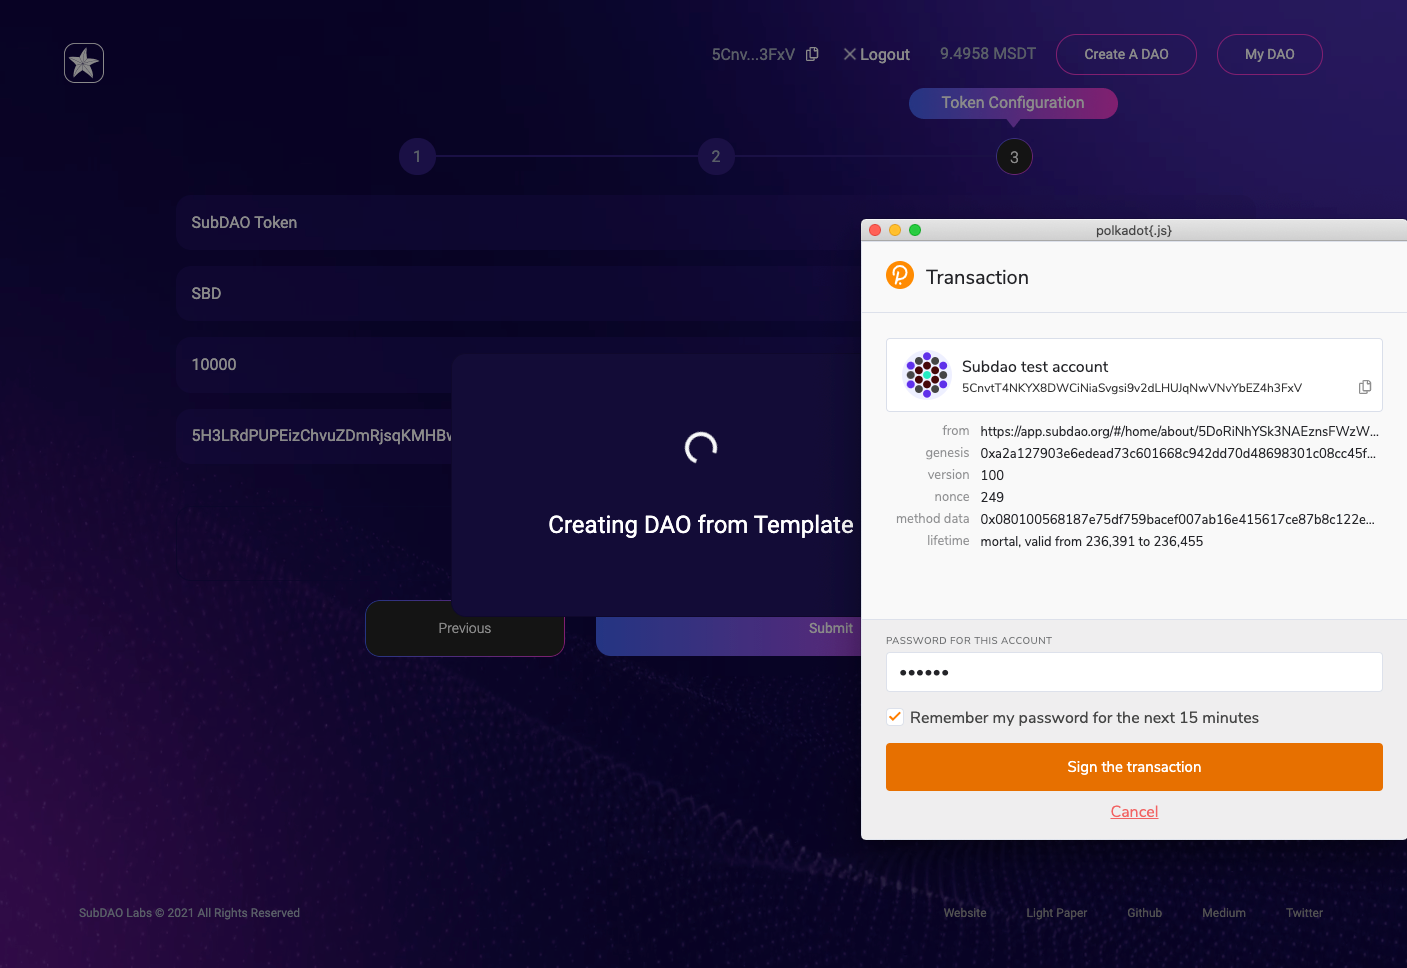 5Cnv...3FxV Logout 9.4958 MSDT Create A DAO My DAO
Token Configuration
1 2 3
SubDAO Token
SBD
10000
5H3LRdPUPEizChvuZDmRjsqKMHBv
Creating DAO from Template
Previous
Submit
polkadot{.js}
Transaction
Subdao test account
5CnvtT4NKYX8DWCiNiaSvgsi9v2dLHUJqNwVNvYbEZ4h3FxV
from https://app.subdao.org/#/home/about/5DoRiNhYSk3NAEznsFWzW...
genesis 0xa2a127903e6edead73c601668c942dd70d48698301c08cc45f...
version 100
nonce 249
method data 0x080100568187e75df759bacef007ab16e415617ce87b8c122e...
lifetime mortal, valid from 236,391 to 236,455
PASSWORD FOR THIS ACCOUNT
••••••
Remember my password for the next 15 minutes
Sign the transaction
Cancel
SubDAO Labs © 2021 All Rights Reserved
Website Light Paper Github Medium Twitter